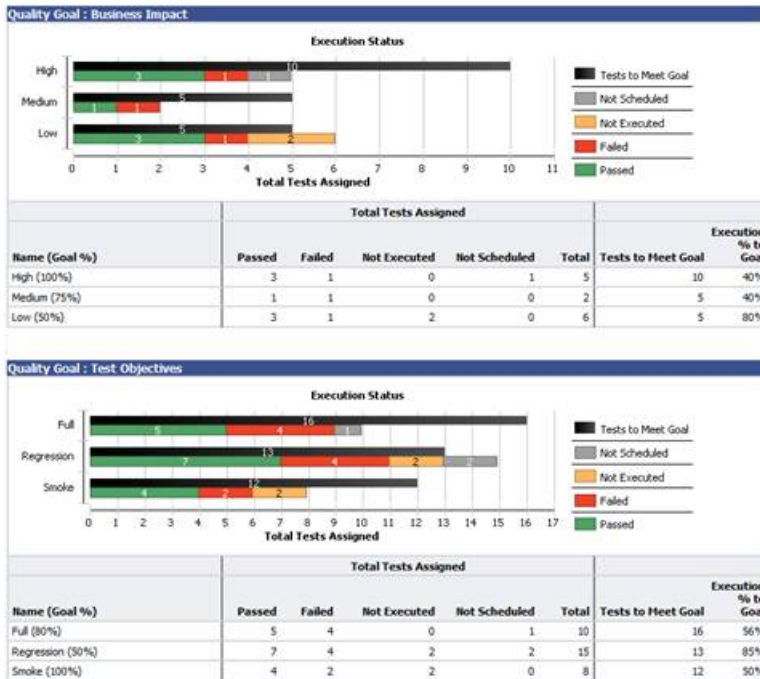 Quality Goal : Business Impact
Execution Status
High
10
3 1 1
Medium
5
1 1
Low
5
3 1 2
0 1 2 3 4 5 6 7 8 9 10 11
Total Tests Assigned
Tests to Meet Goal
Not Scheduled
Not Executed
Failed
Passed
Total Tests Assigned
Name (Goal %) Passed Failed Not Executed Not Scheduled Total Tests to Meet Goal Execution % to Goal
High (100%) 3 1 0 1 5 10 40%
Medium (75%) 1 1 0 0 2 5 40%
Low (50%) 3 1 2 0 6 5 80%
Quality Goal : Test Objectives
Execution Status
Full
16
5 4 1
Regression
13
7 4 2 2
Smoke
12
4 2 2
0 1 2 3 4 5 6 7 8 9 10 11 12 13 14 15 16 17
Total Tests Assigned
Tests to Meet Goal
Not Scheduled
Not Executed
Failed
Passed
Total Tests Assigned
Name (Goal %) Passed Failed Not Executed Not Scheduled Total Tests to Meet Goal Execution % to Goal
Full (80%) 5 4 0 1 10 16 56%
Regression (50%) 7 4 2 2 15 13 85%
Smoke (100%) 4 2 2 0 8 12 50%